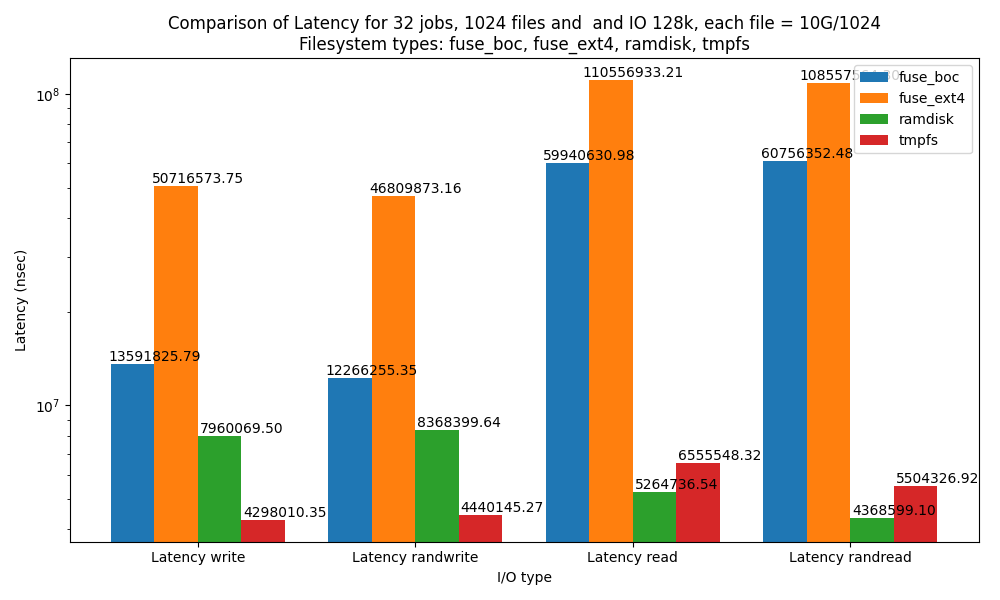 Comparison of Latency for 32 jobs, 1024 files and  and IO 128k, each file = 10G/1024
Filesystem types: fuse_boc, fuse_ext4, ramdisk, tmpfs
fuse_boc
fuse_ext4
ramdisk
tmpfs
Latency (nsec)
10^8
10^7
13591825.79
50716573.75
7960069.50
4298010.35
12266255.35
46809873.16
8368399.64
4440145.27
59940630.98
110556933.21
5264736.54
6555548.32
60756352.48
4368599.10
5504326.92
Latency write
Latency randwrite
Latency read
Latency randread
I/O type